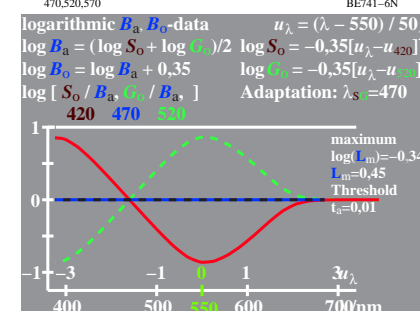 470,520,570 BE741–6N
logarithmic Ba, Bo-data uλ = (λ – 550) / 50
log Ba = (log So + log Go)/2 log So = –0,35[uλ–u420]
log Bo = log Ba + 0,35 log Go = –0,35[uλ–u520
log [ So / Ba, Go / Ba, ] Adaptation: λSG=470
420 470 520
1
maximum
log(Lm)=–0,34
Lm=0,45
Threshold
ta=0,01
0
–1
–3 –1 0 1 3uλ
400 500 550 600 700/nm